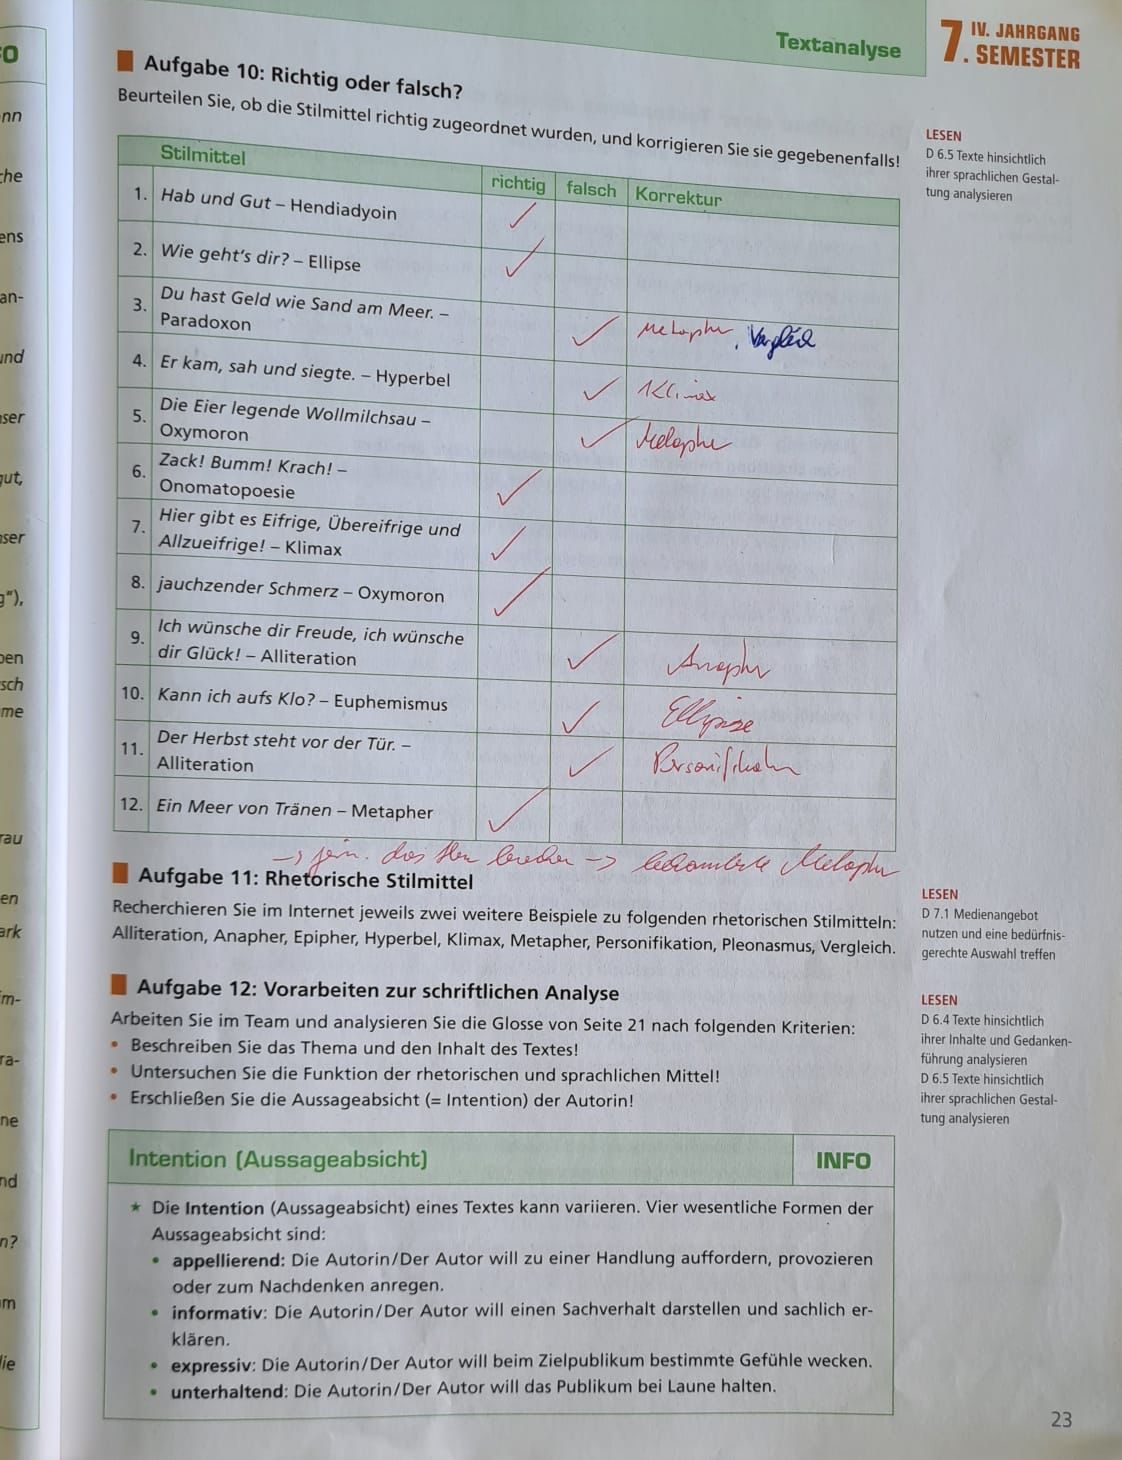 Textanalyse
7. IV. JAHRGANG
SEMESTER
Aufgabe 10: Richtig oder falsch?
Beurteilen Sie, ob die Stilmittel richtig zugeordnet wurden, und korrigieren Sie sie gegebenenfalls!
LESEN
D 6.5 Texte hinsichtlich
ihrer sprachlichen Gestal-
tung analysieren
Stilmittel richtig falsch Korrektur
1. Hab und Gut – Hendiadyoin ✓
2. Wie geht's dir? – Ellipse ✓
3. Du hast Geld wie Sand am Meer. –
Paradoxon ✓ Metapher, Vergleich
4. Er kam, sah und siegte. – Hyperbel ✓ Klimax
5. Die Eier legende Wollmilchsau –
Oxymoron ✓ Metapher
6. Zack! Bumm! Krach! –
Onomatopoesie ✓
7. Hier gibt es Eifrige, Übereifrige und
Allzueifrige! – Klimax ✓
8. jauchzender Schmerz – Oxymoron ✓
9. Ich wünsche dir Freude, ich wünsche
dir Glück! – Alliteration ✓ Anapher
10. Kann ich aufs Klo? – Euphemismus ✓ Ellipse
11. Der Herbst steht vor der Tür. –
Alliteration ✓ Personifikation
12. Ein Meer von Tränen – Metapher ✓
das → Metapher
Aufgabe 11: Rhetorische Stilmittel
Recherchieren Sie im Internet jeweils zwei weitere Beispiele zu folgenden rhetorischen Stilmitteln:
Alliteration, Anapher, Epipher, Hyperbel, Klimax, Metapher, Personifikation, Pleonasmus, Vergleich.
LESEN
D 7.1 Medienangebot
nutzen und eine bedürfnis-
gerechte Auswahl treffen
Aufgabe 12: Vorarbeiten zur schriftlichen Analyse
Arbeiten Sie im Team und analysieren Sie die Glosse von Seite 21 nach folgenden Kriterien:
• Beschreiben Sie das Thema und den Inhalt des Textes!
• Untersuchen Sie die Funktion der rhetorischen und sprachlichen Mittel!
• Erschließen Sie die Aussageabsicht (= Intention) der Autorin!
LESEN
D 6.4 Texte hinsichtlich
ihrer Inhalte und Gedanken-
führung analysieren
D 6.5 Texte hinsichtlich
ihrer sprachlichen Gestal-
tung analysieren
Intention (Aussageabsicht) INFO
★ Die Intention (Aussageabsicht) eines Textes kann variieren. Vier wesentliche Formen der
Aussageabsicht sind:
• appellierend: Die Autorin/Der Autor will zu einer Handlung auffordern, provozieren
oder zum Nachdenken anregen.
• informativ: Die Autorin/Der Autor will einen Sachverhalt darstellen und sachlich er-
klären.
• expressiv: Die Autorin/Der Autor will beim Zielpublikum bestimmte Gefühle wecken.
• unterhaltend: Die Autorin/Der Autor will das Publikum bei Laune halten.
23